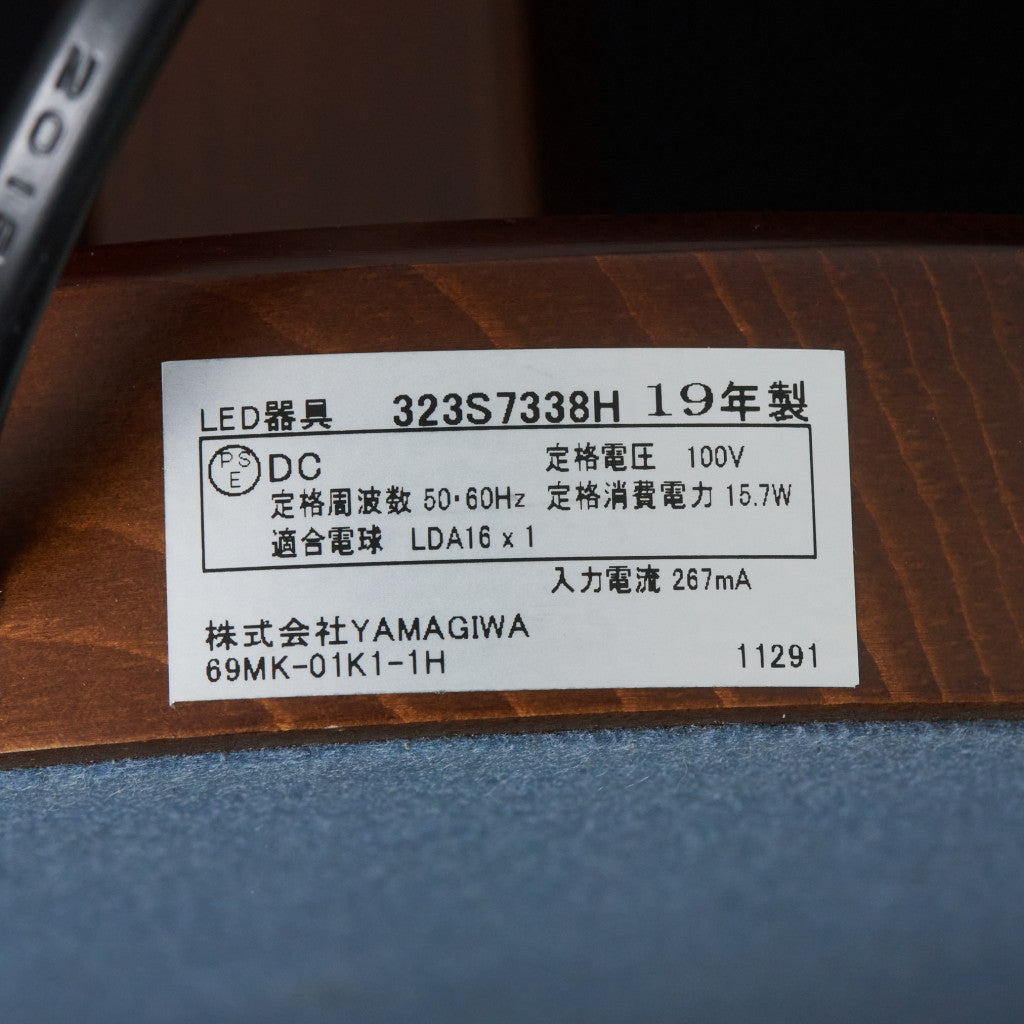 LED器具 323S7338H 19年製
PSE DC 定格電圧 100V
定格周波数 50・60Hz 定格消費電力 15.7W
適合電球 LDA16 x 1
入力電流 267mA
株式会社YAMAGIWA
69MK-01K1-1H 11291